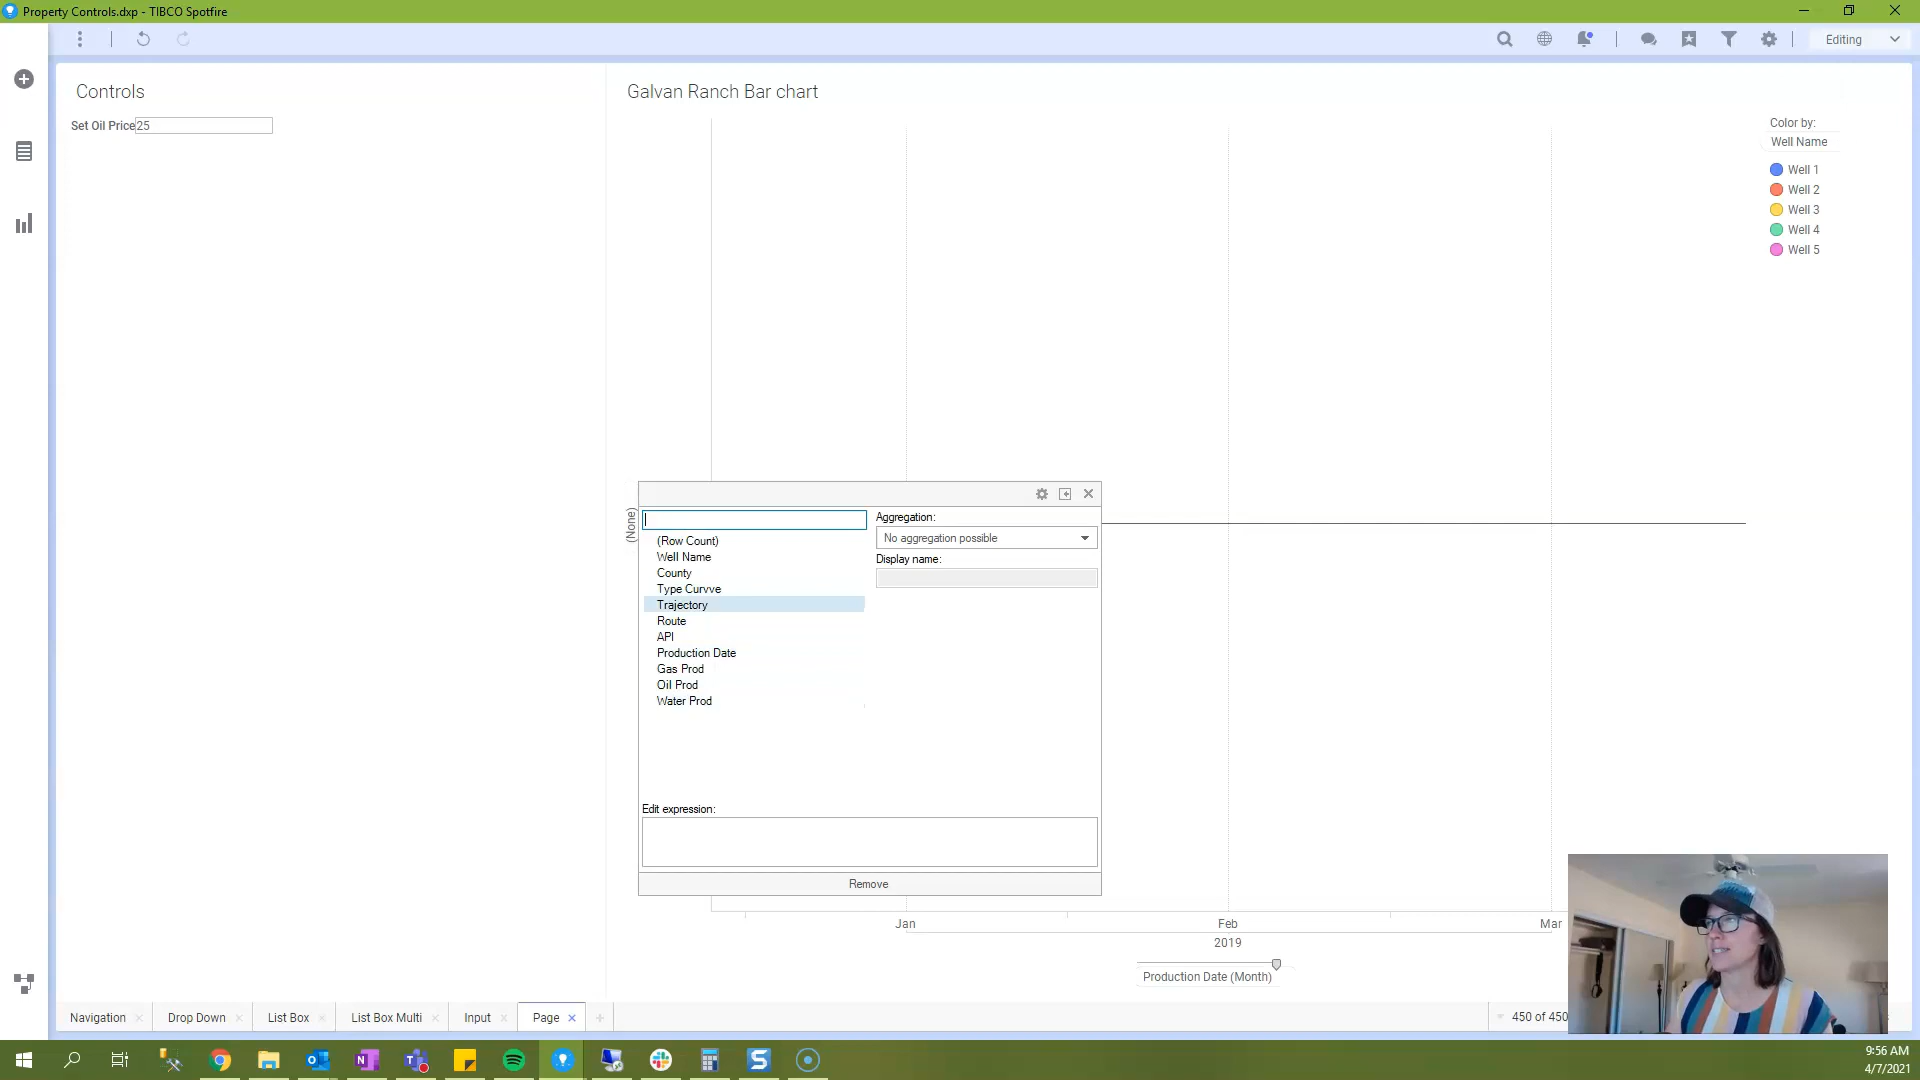 Property Controls.dxp - TIBCO Spotfire
Editing
Controls
Set Oil Price 25
Galvan Ranch Bar chart
Color by:
Well Name
Well 1
Well 2
Well 3
Well 4
Well 5
(None)
(Row Count)
Well Name
County
Type Curvve
Trajectory
Route
API
Production Date
Gas Prod
Oil Prod
Water Prod
Aggregation:
No aggregation possible
Display name:
Edit expression:
Remove
Jan Feb Mar
2019
Production Date (Month)
Navigation Drop Down List Box List Box Multi Input Page
450 of 450
9:56 AM
4/7/2021